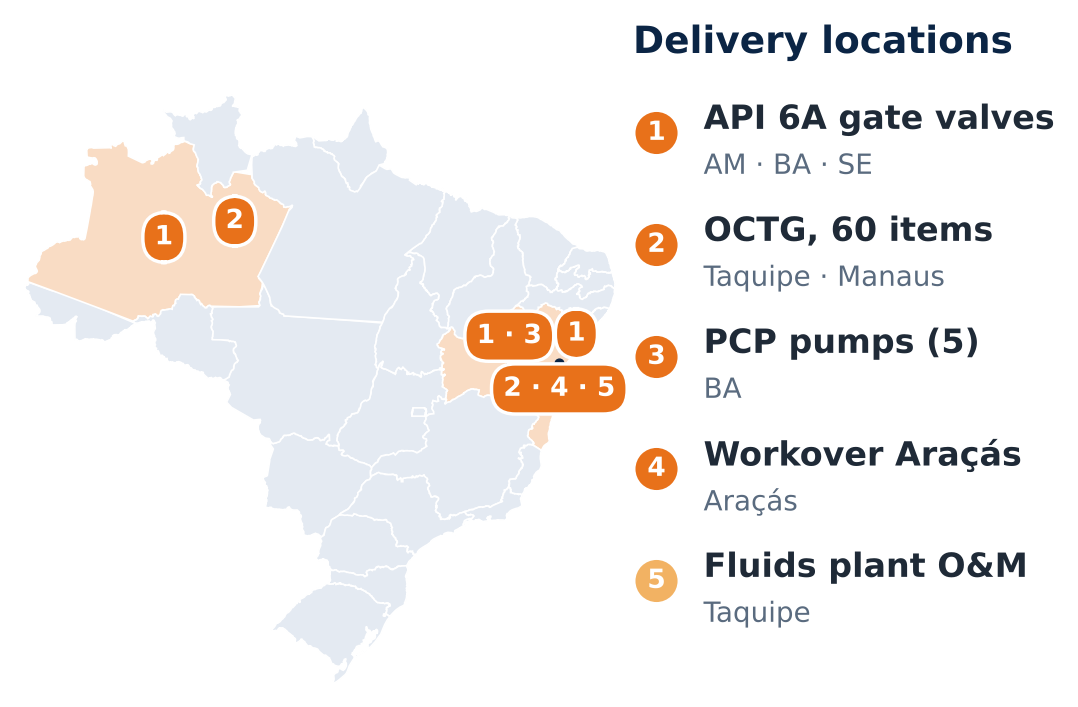 Delivery locations
1
API 6A gate valves
AM · BA · SE
2
OCTG, 60 items
Taquipe · Manaus
3
PCP pumps (5)
BA
4
Workover Araçás
Araçás
5
Fluids plant O&M
Taquipe
1
2
1 · 3
1
2 · 4 · 5